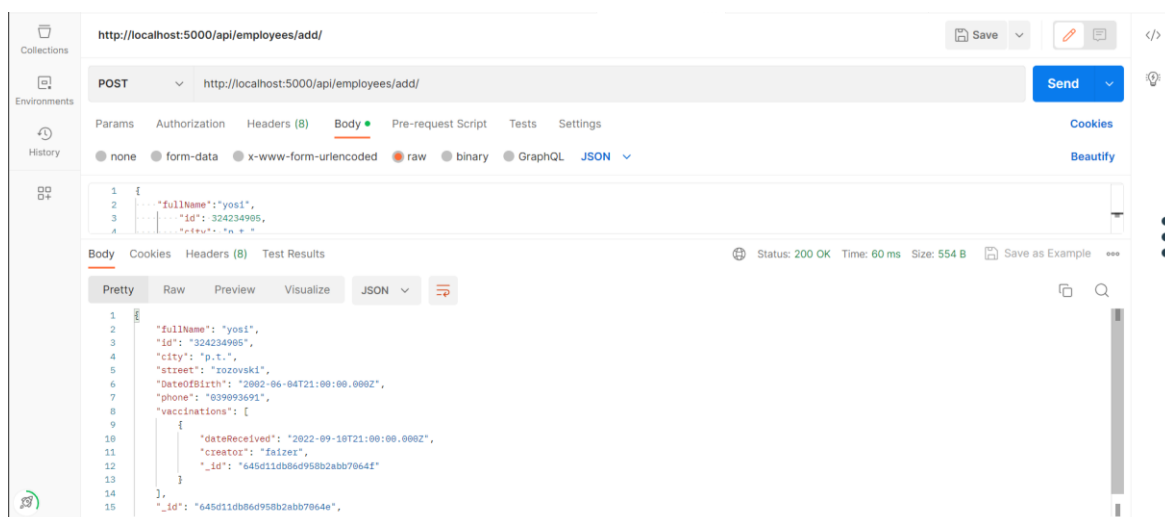 http://localhost:5000/api/employees/add/
Save
Collections
POST http://localhost:5000/api/employees/add/ Send
Environments
Params Authorization Headers (8) Body Pre-request Script Tests Settings Cookies
History
none form-data x-www-form-urlencoded raw binary GraphQL JSON Beautify
1 {
2 "fullName":"yosi",
3 "id": 324234905,
4 "city": "p.t."
Body Cookies Headers (8) Test Results Status: 200 OK Time: 60 ms Size: 554 B Save as Example
Pretty Raw Preview Visualize JSON
1 {
2 "fullName": "yosi",
3 "id": "324234905",
4 "city": "p.t.",
5 "street": "rozovski",
6 "DateOfBirth": "2002-06-04T21:00:00.000Z",
7 "phone": "039093691",
8 "vaccinations": [
9 {
10 "dateReceived": "2022-09-10T21:00:00.000Z",
11 "creator": "faizer",
12 "_id": "645d11db86d958b2abb7064f"
13 }
14 ],
15 "_id": "645d11db86d958b2abb7064e",